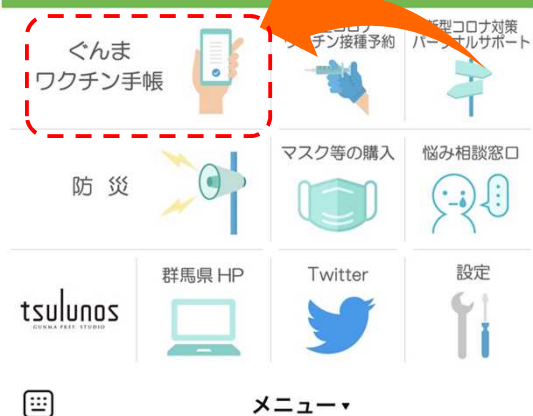 ぐんま
ワクチン手帳
チン接種予約
新型コロナ対策
パーソナルサポート
防 災
マスク等の購入
悩み相談窓口
tsulunos
GUNMA PREF. STUDIO
群馬県 HP
Twitter
設定
メニュー▾